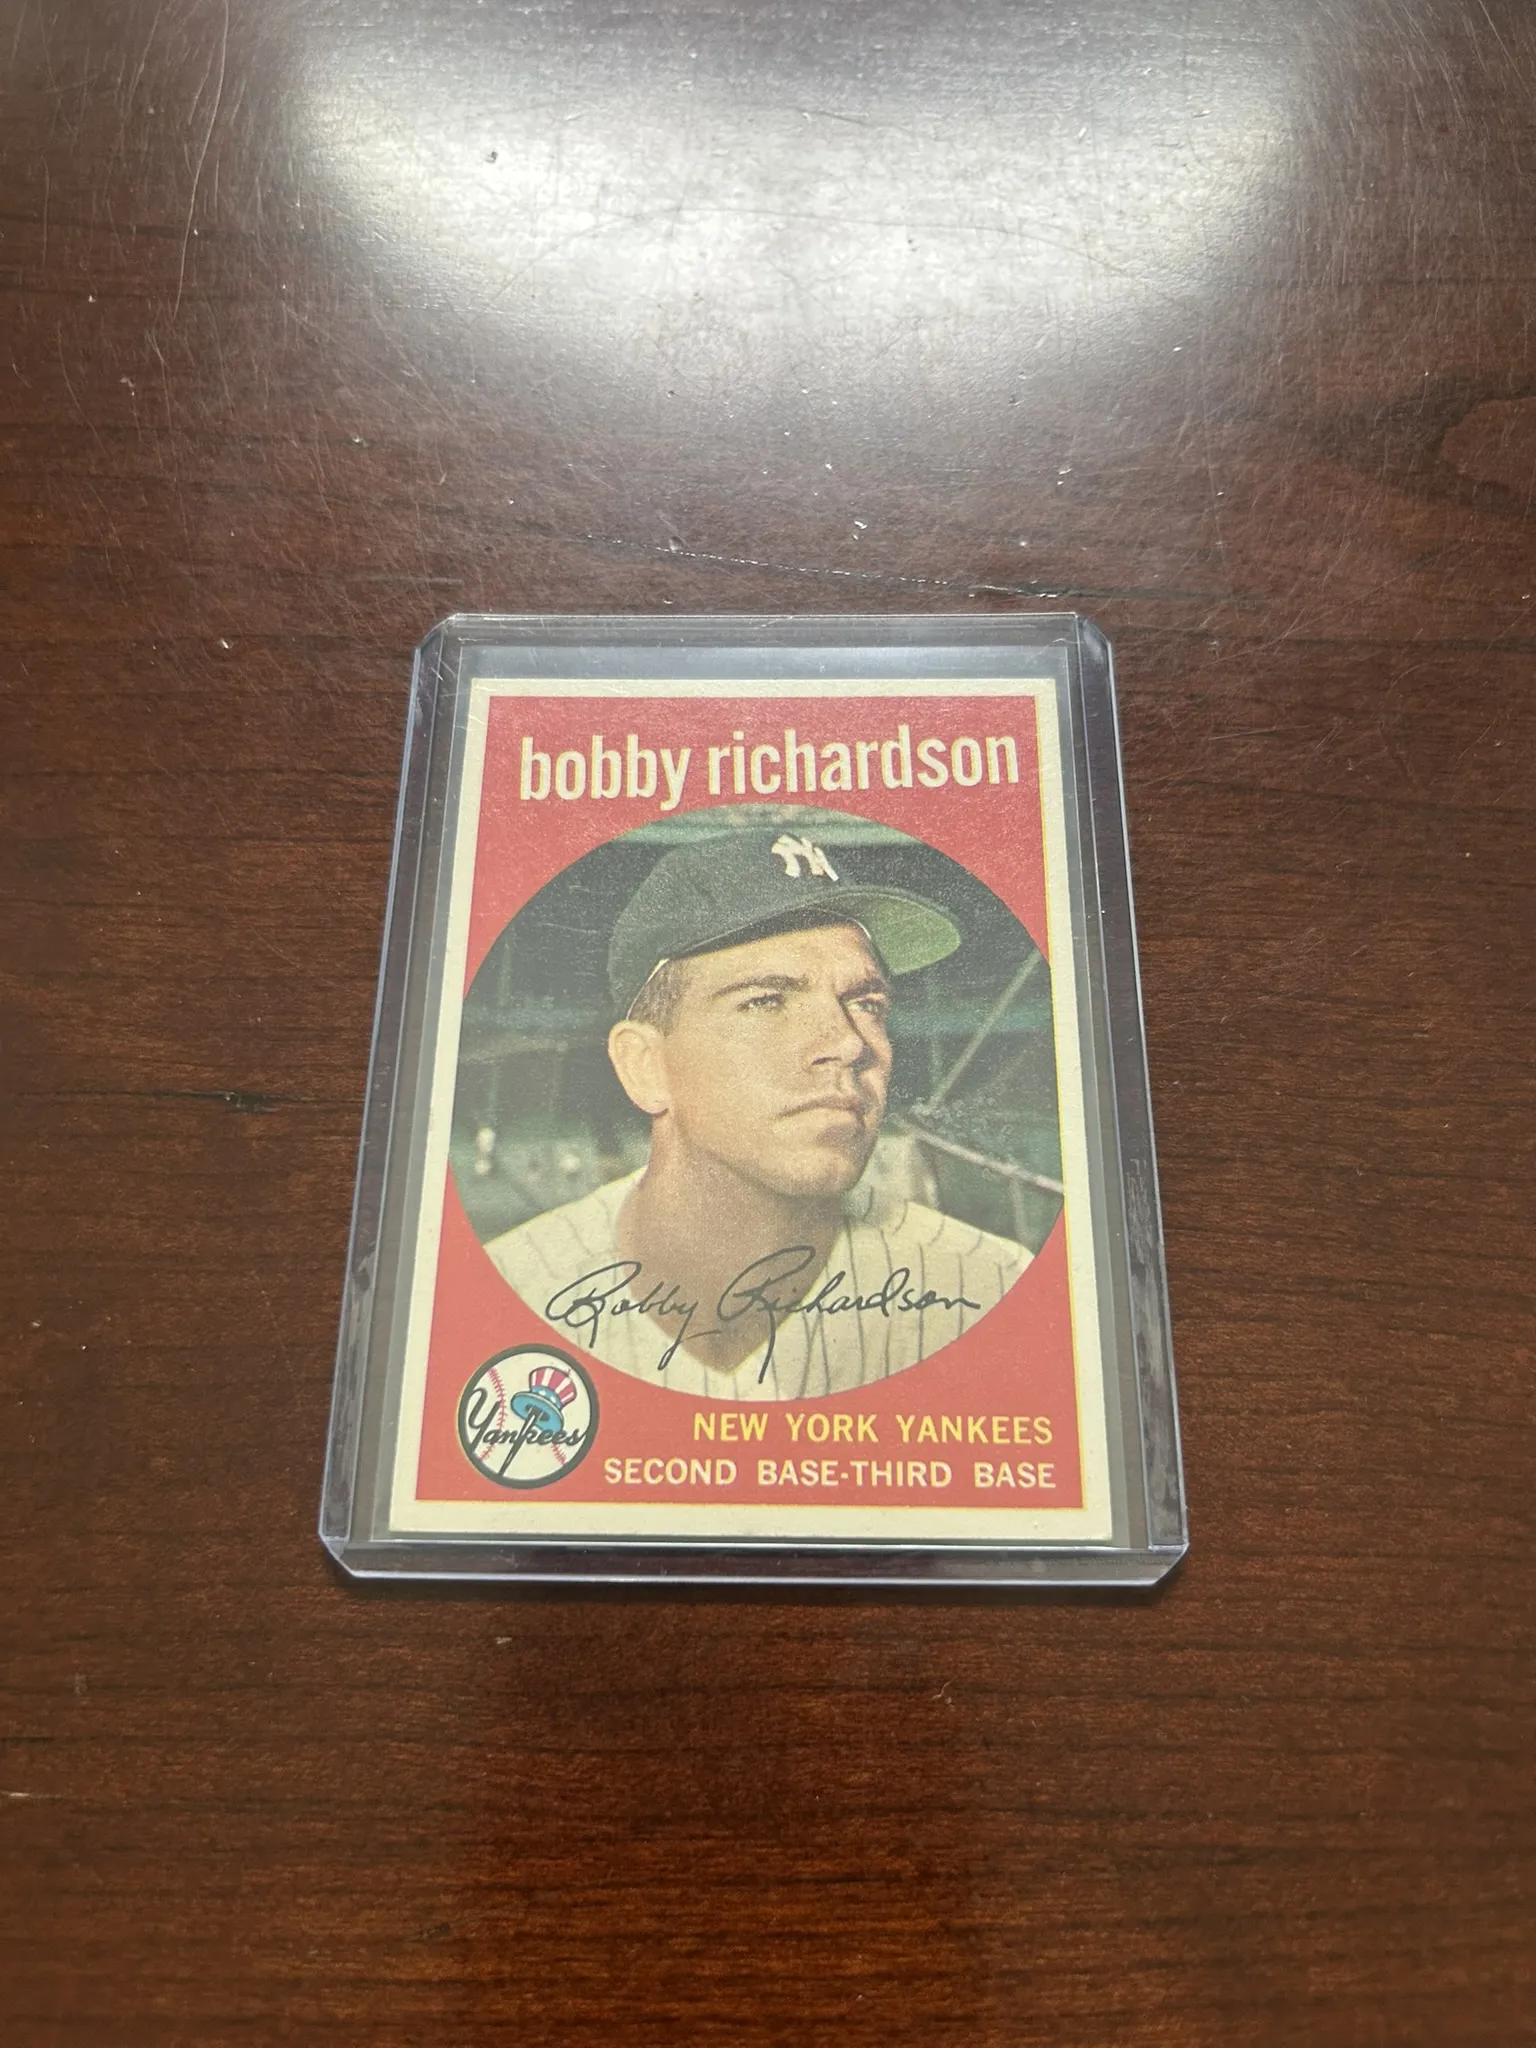 bobby richardson
NY
Bobby Richardson
Yankees
NEW YORK YANKEES
SECOND BASE-THIRD BASE